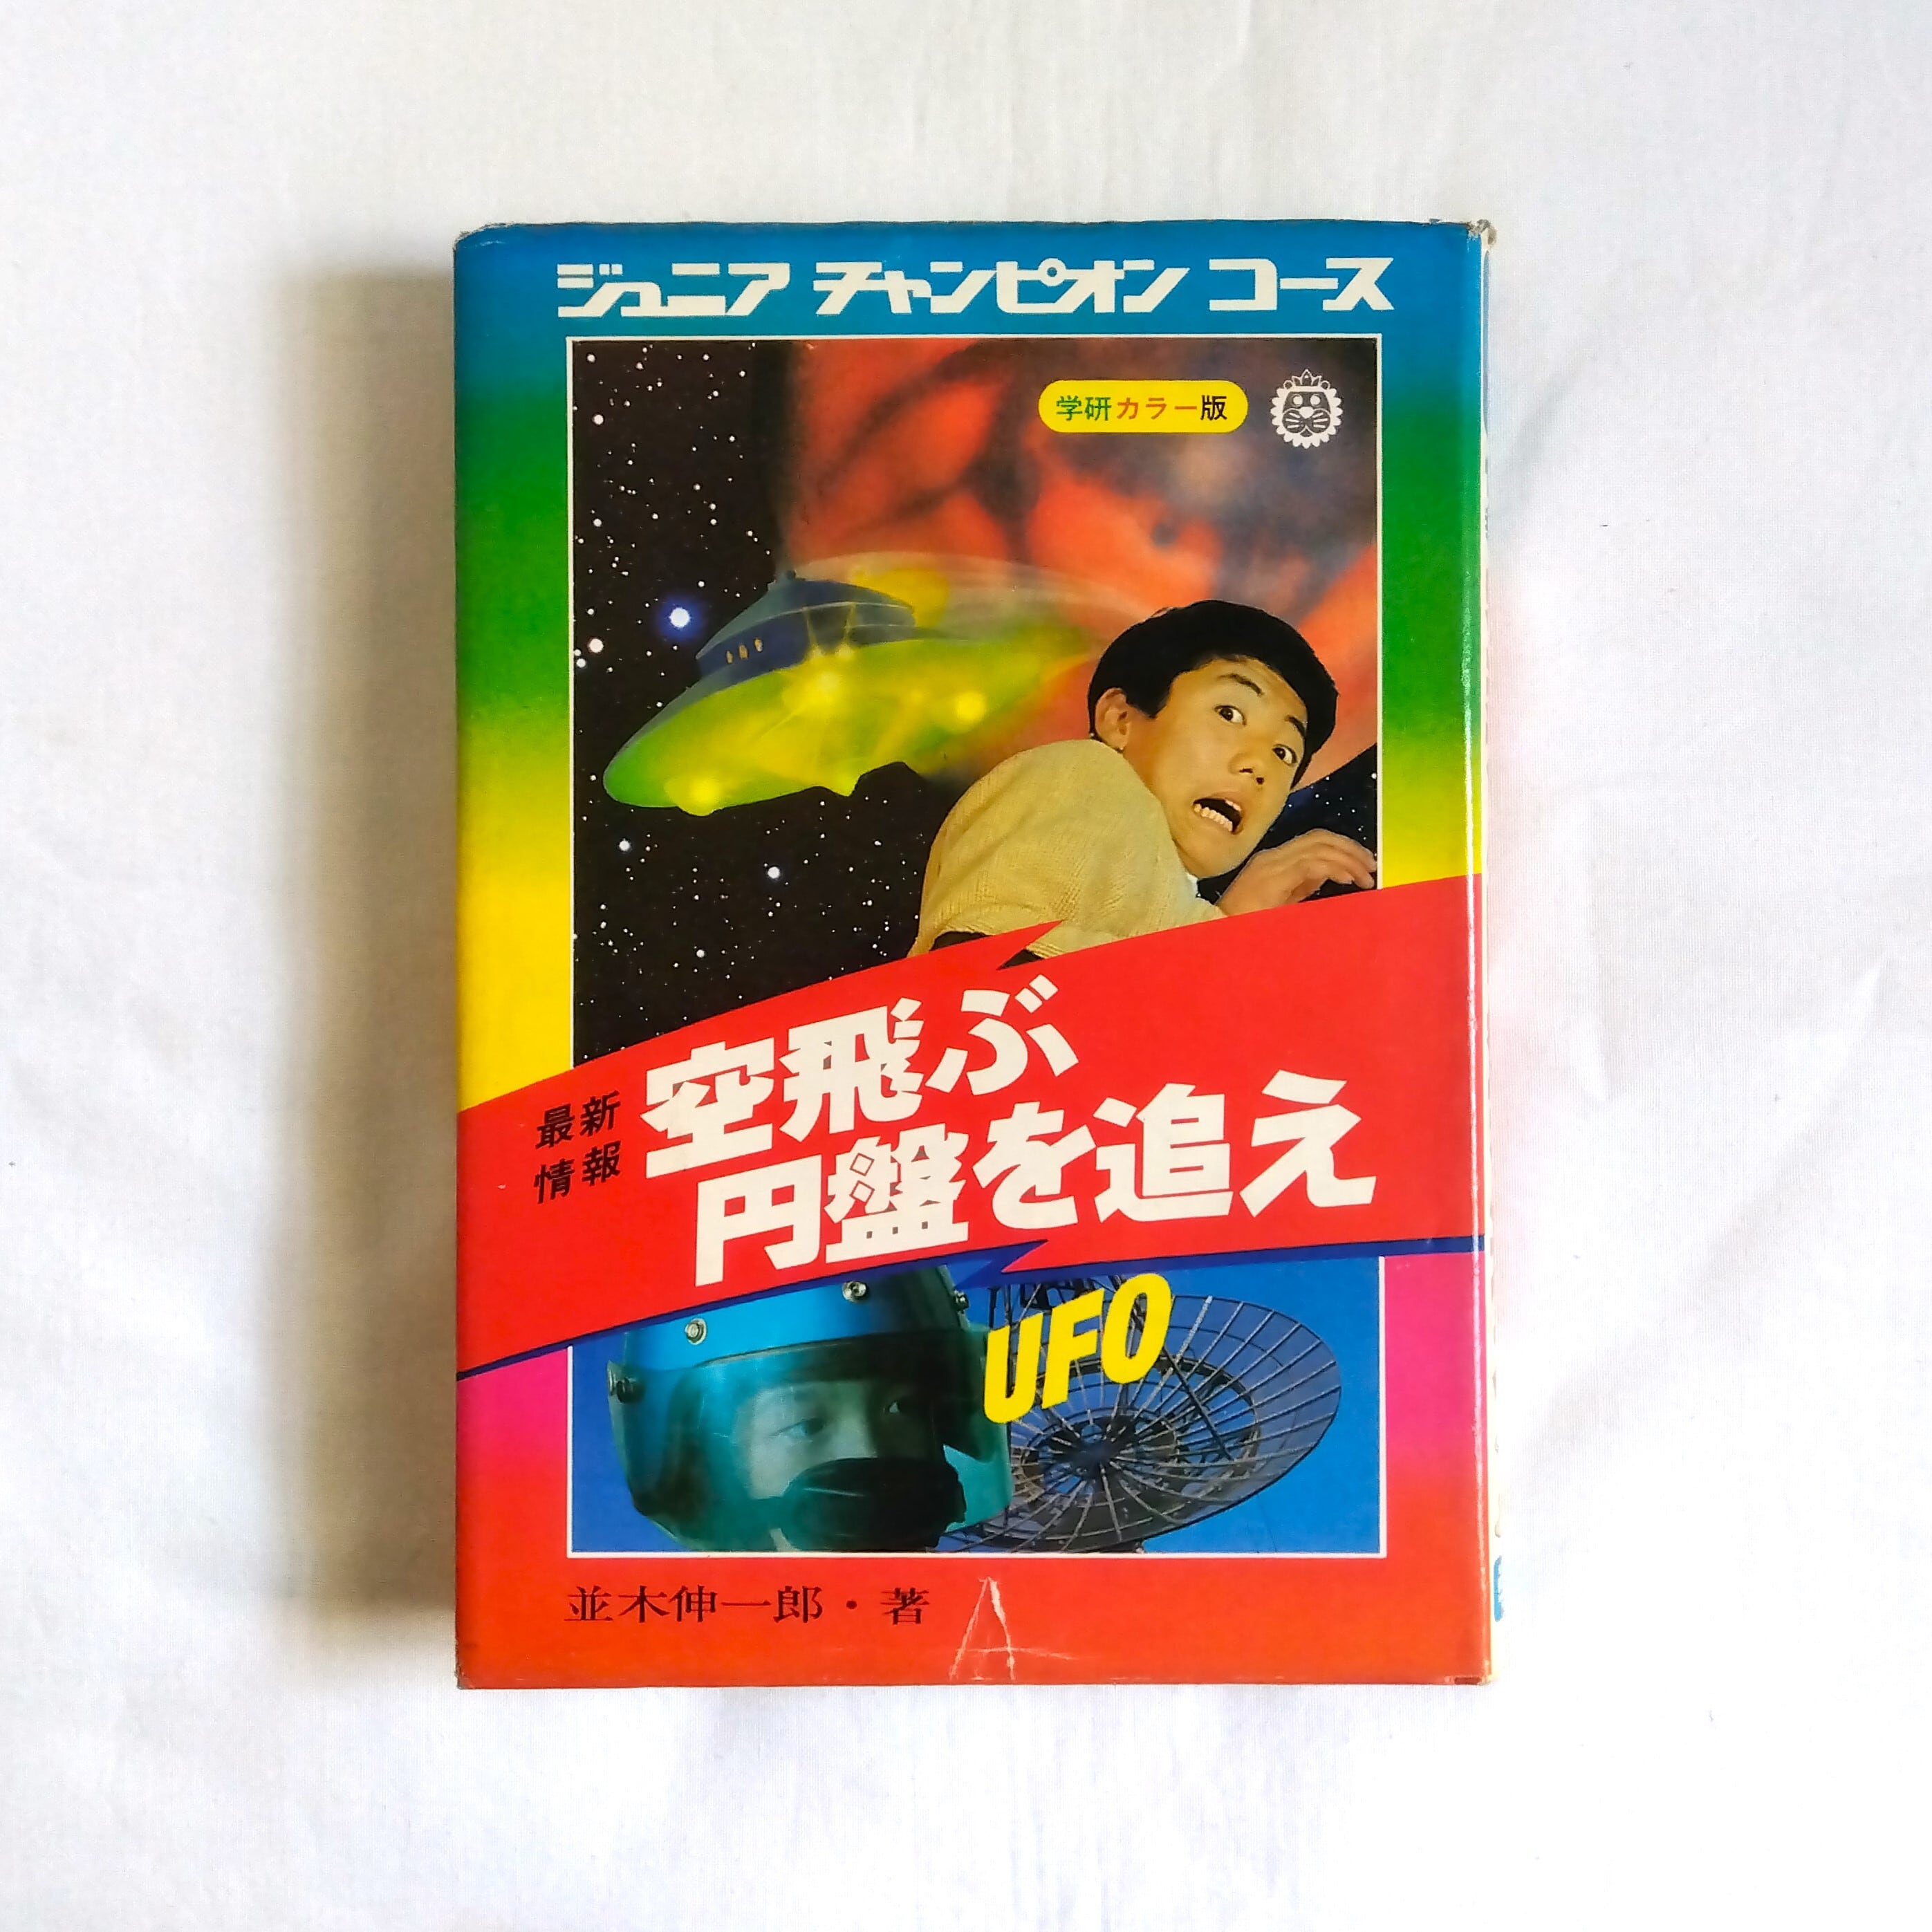 ジュニア チャンピオン コース
学研カラー版
最新
情報
空飛ぶ
円盤を追え
UFO
並木伸一郎・著
A